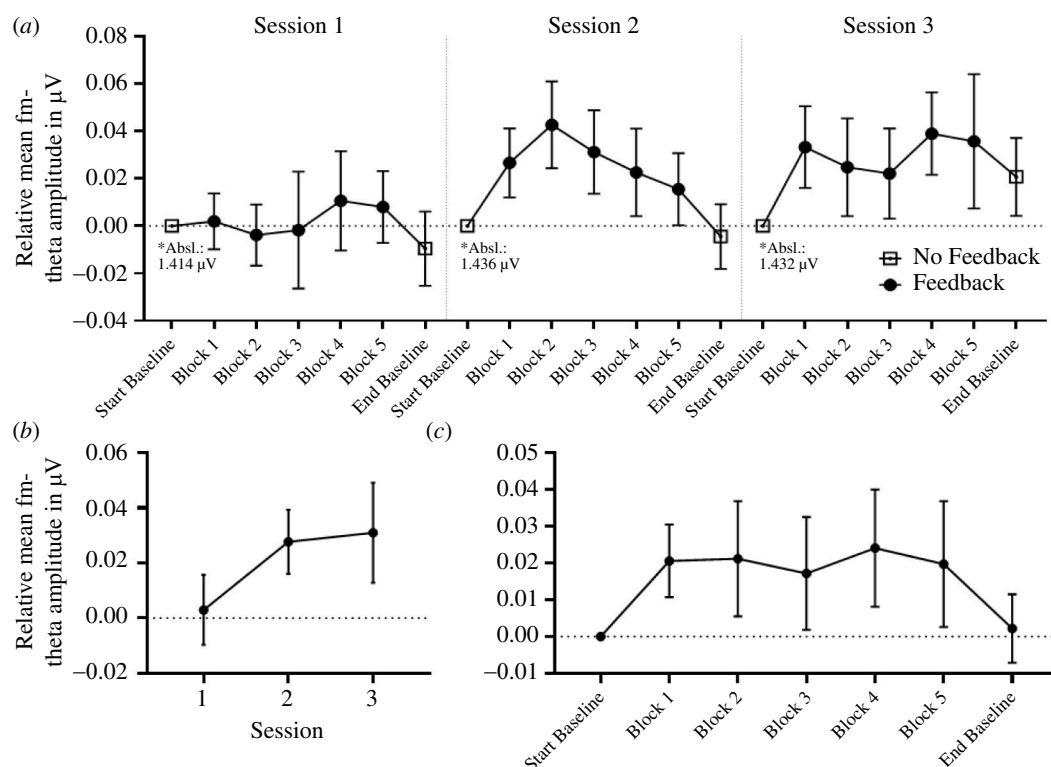 (a)
Session 1
Session 2
Session 3
Relative mean fm-
theta amplitude in μV
0.08
0.06
0.04
0.02
0.00
–0.02
–0.04
*Absl.:
1.414 μV
*Absl.:
1.436 μV
*Absl.:
1.432 μV
No Feedback
Feedback
Start Baseline
Block 1
Block 2
Block 3
Block 4
Block 5
End Baseline
Start Baseline
Block 1
Block 2
Block 3
Block 4
Block 5
End Baseline
Start Baseline
Block 1
Block 2
Block 3
Block 4
Block 5
End Baseline
(b)
Relative mean fm-
theta amplitude in μV
0.06
0.04
0.02
0.00
–0.02
1
2
3
Session
(c)
0.05
0.04
0.03
0.02
0.01
0.00
–0.01
Start Baseline
Block 1
Block 2
Block 3
Block 4
Block 5
End Baseline